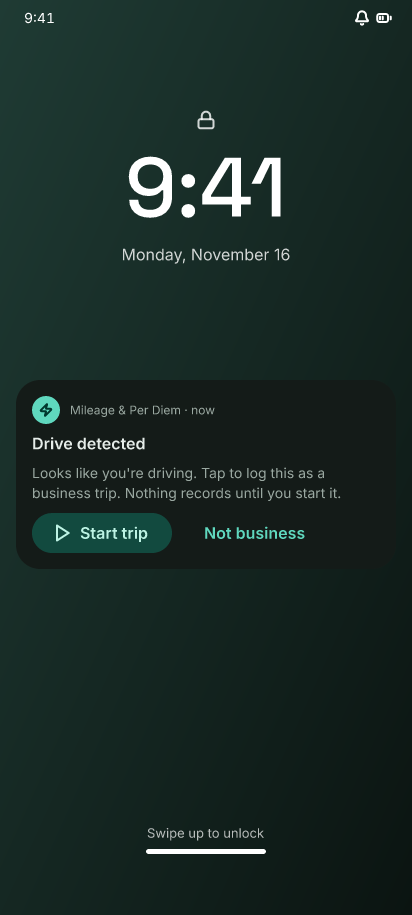 9:41
9:41
Monday, November 16
Mileage & Per Diem · now
Drive detected
Looks like you're driving. Tap to log this as a
business trip. Nothing records until you start it.
Start trip
Not business
Swipe up to unlock